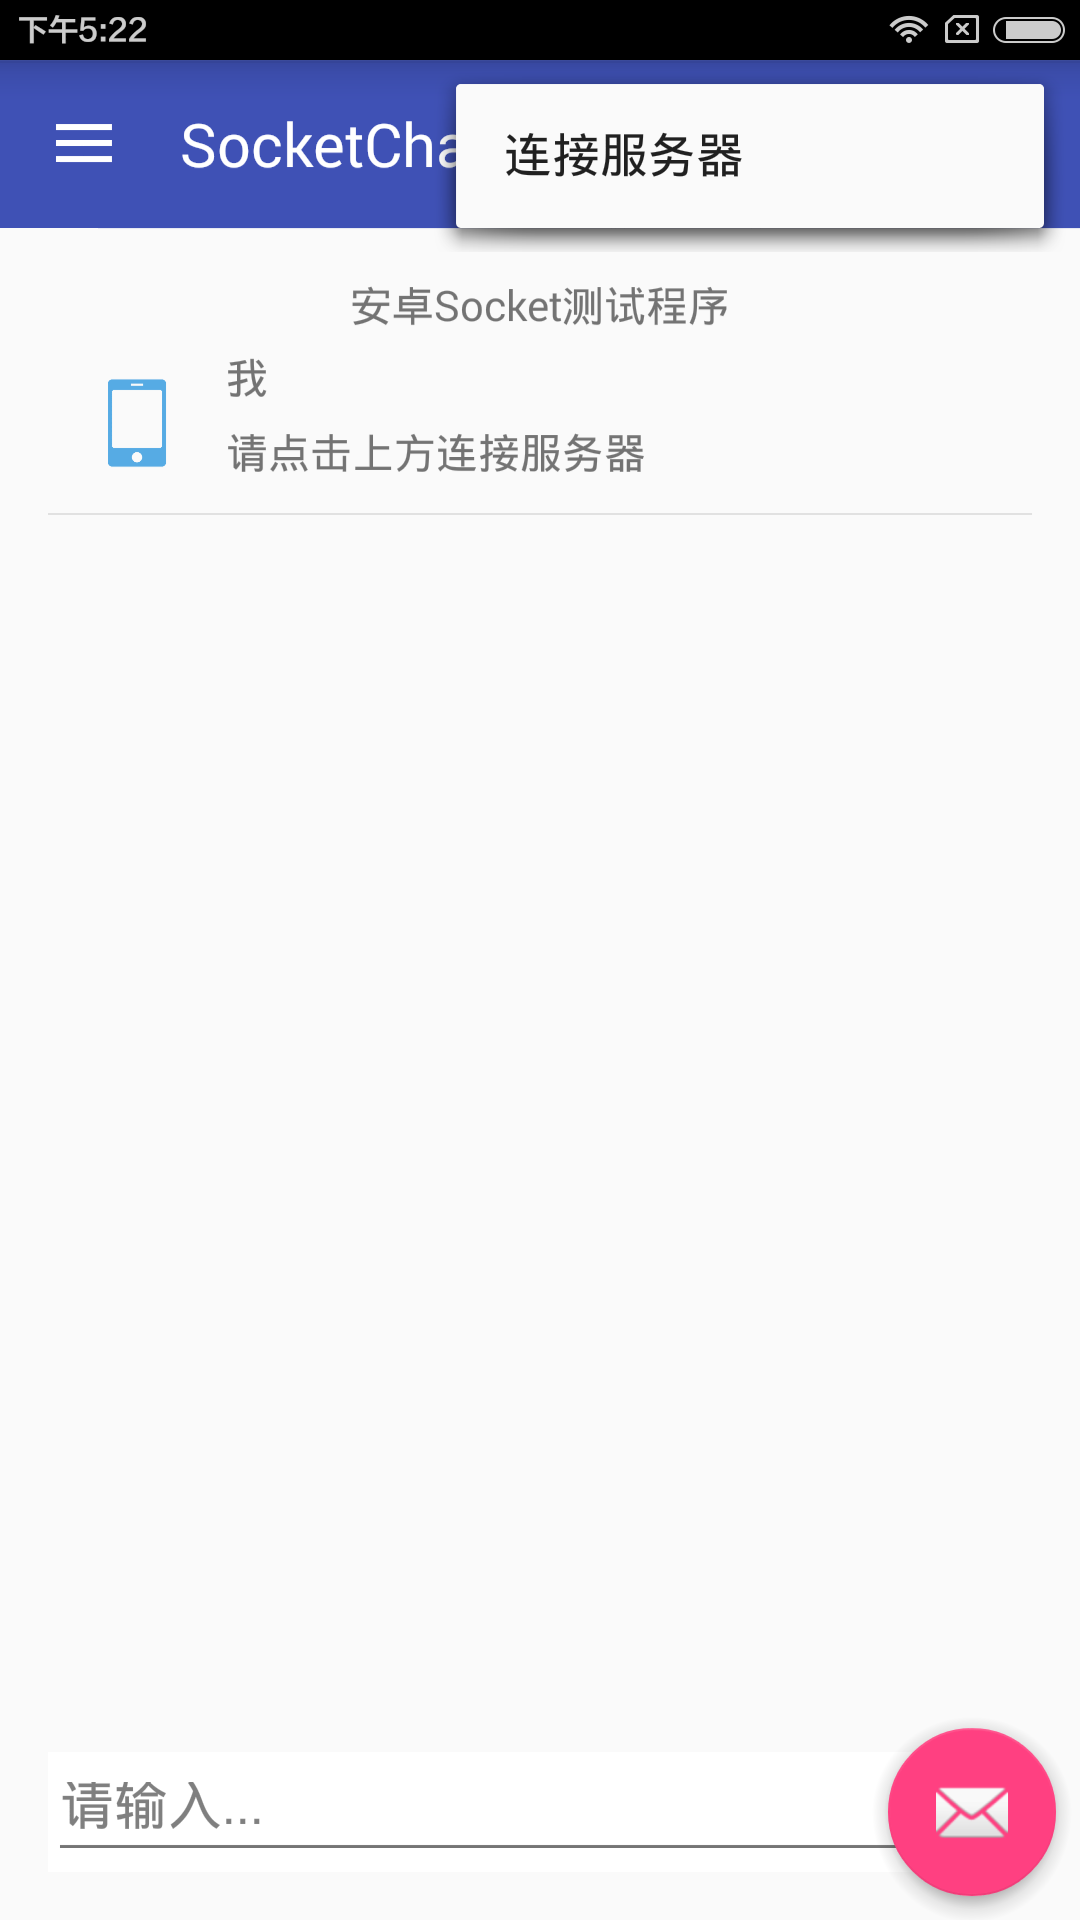 下午5:22
SocketCha
连接服务器
安卓Socket测试程序
我
请点击上方连接服务器
请输入...